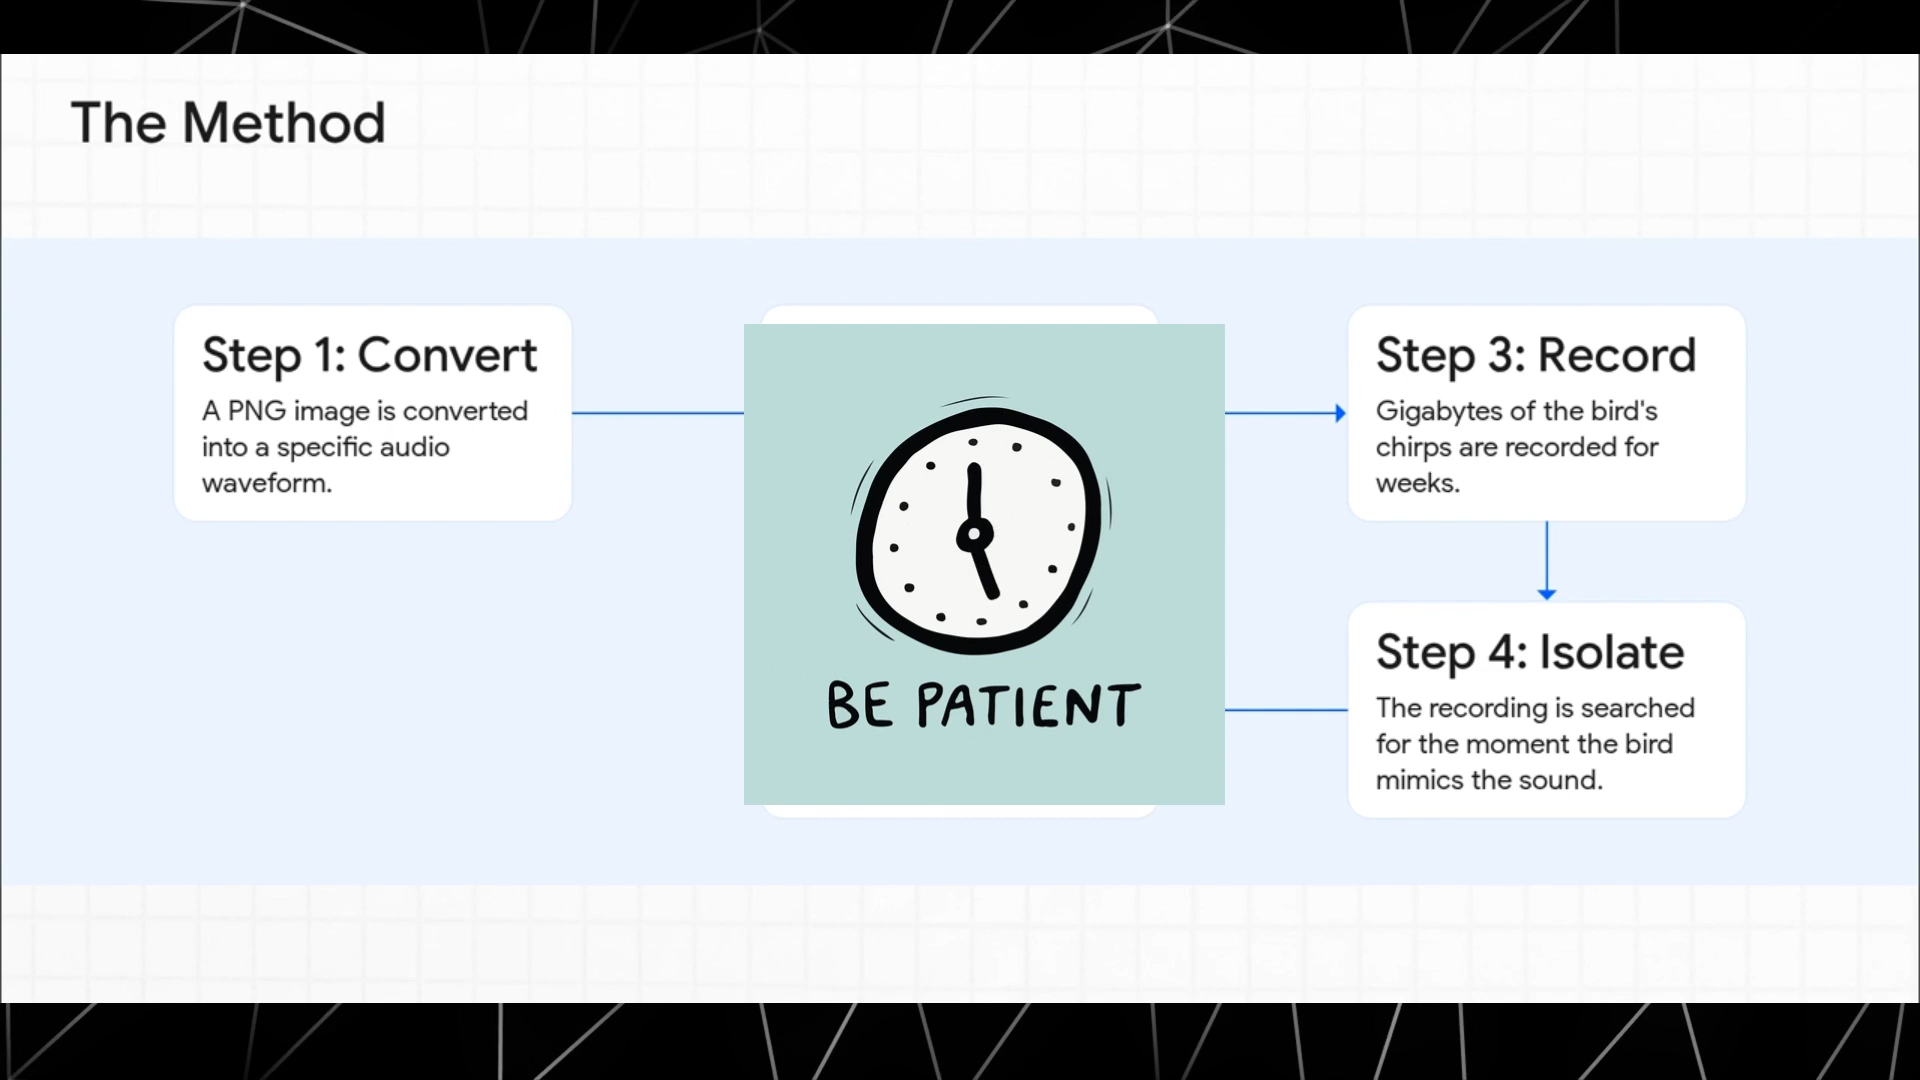 The Method
Step 1: Convert
A PNG image is converted
into a specific audio
waveform.
BE PATIENT
Step 3: Record
Gigabytes of the bird's
chirps are recorded for
weeks.
Step 4: Isolate
The recording is searched
for the moment the bird
mimics the sound.